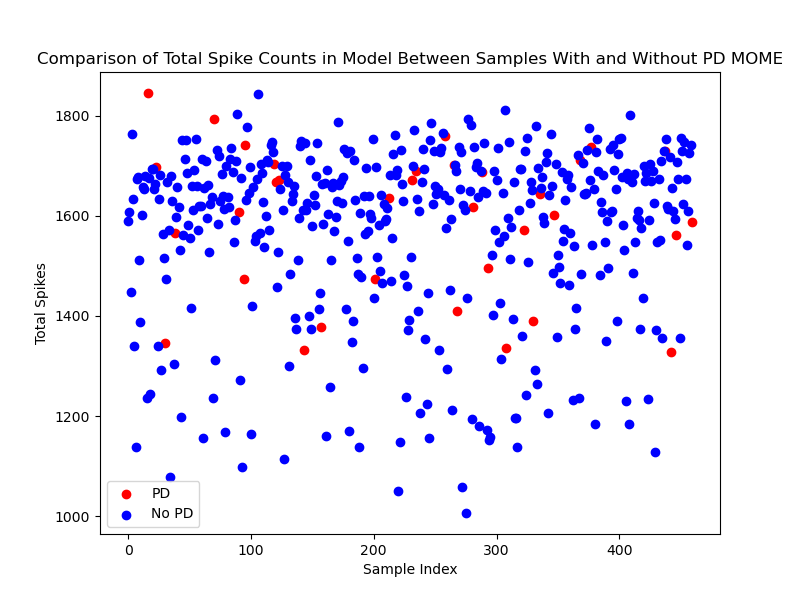 Comparison of Total Spike Counts in Model Between Samples With and Without PD MOME
1800
1600
1400
1200
1000
Total Spikes
PD
No PD
0 100 200 300 400
Sample Index